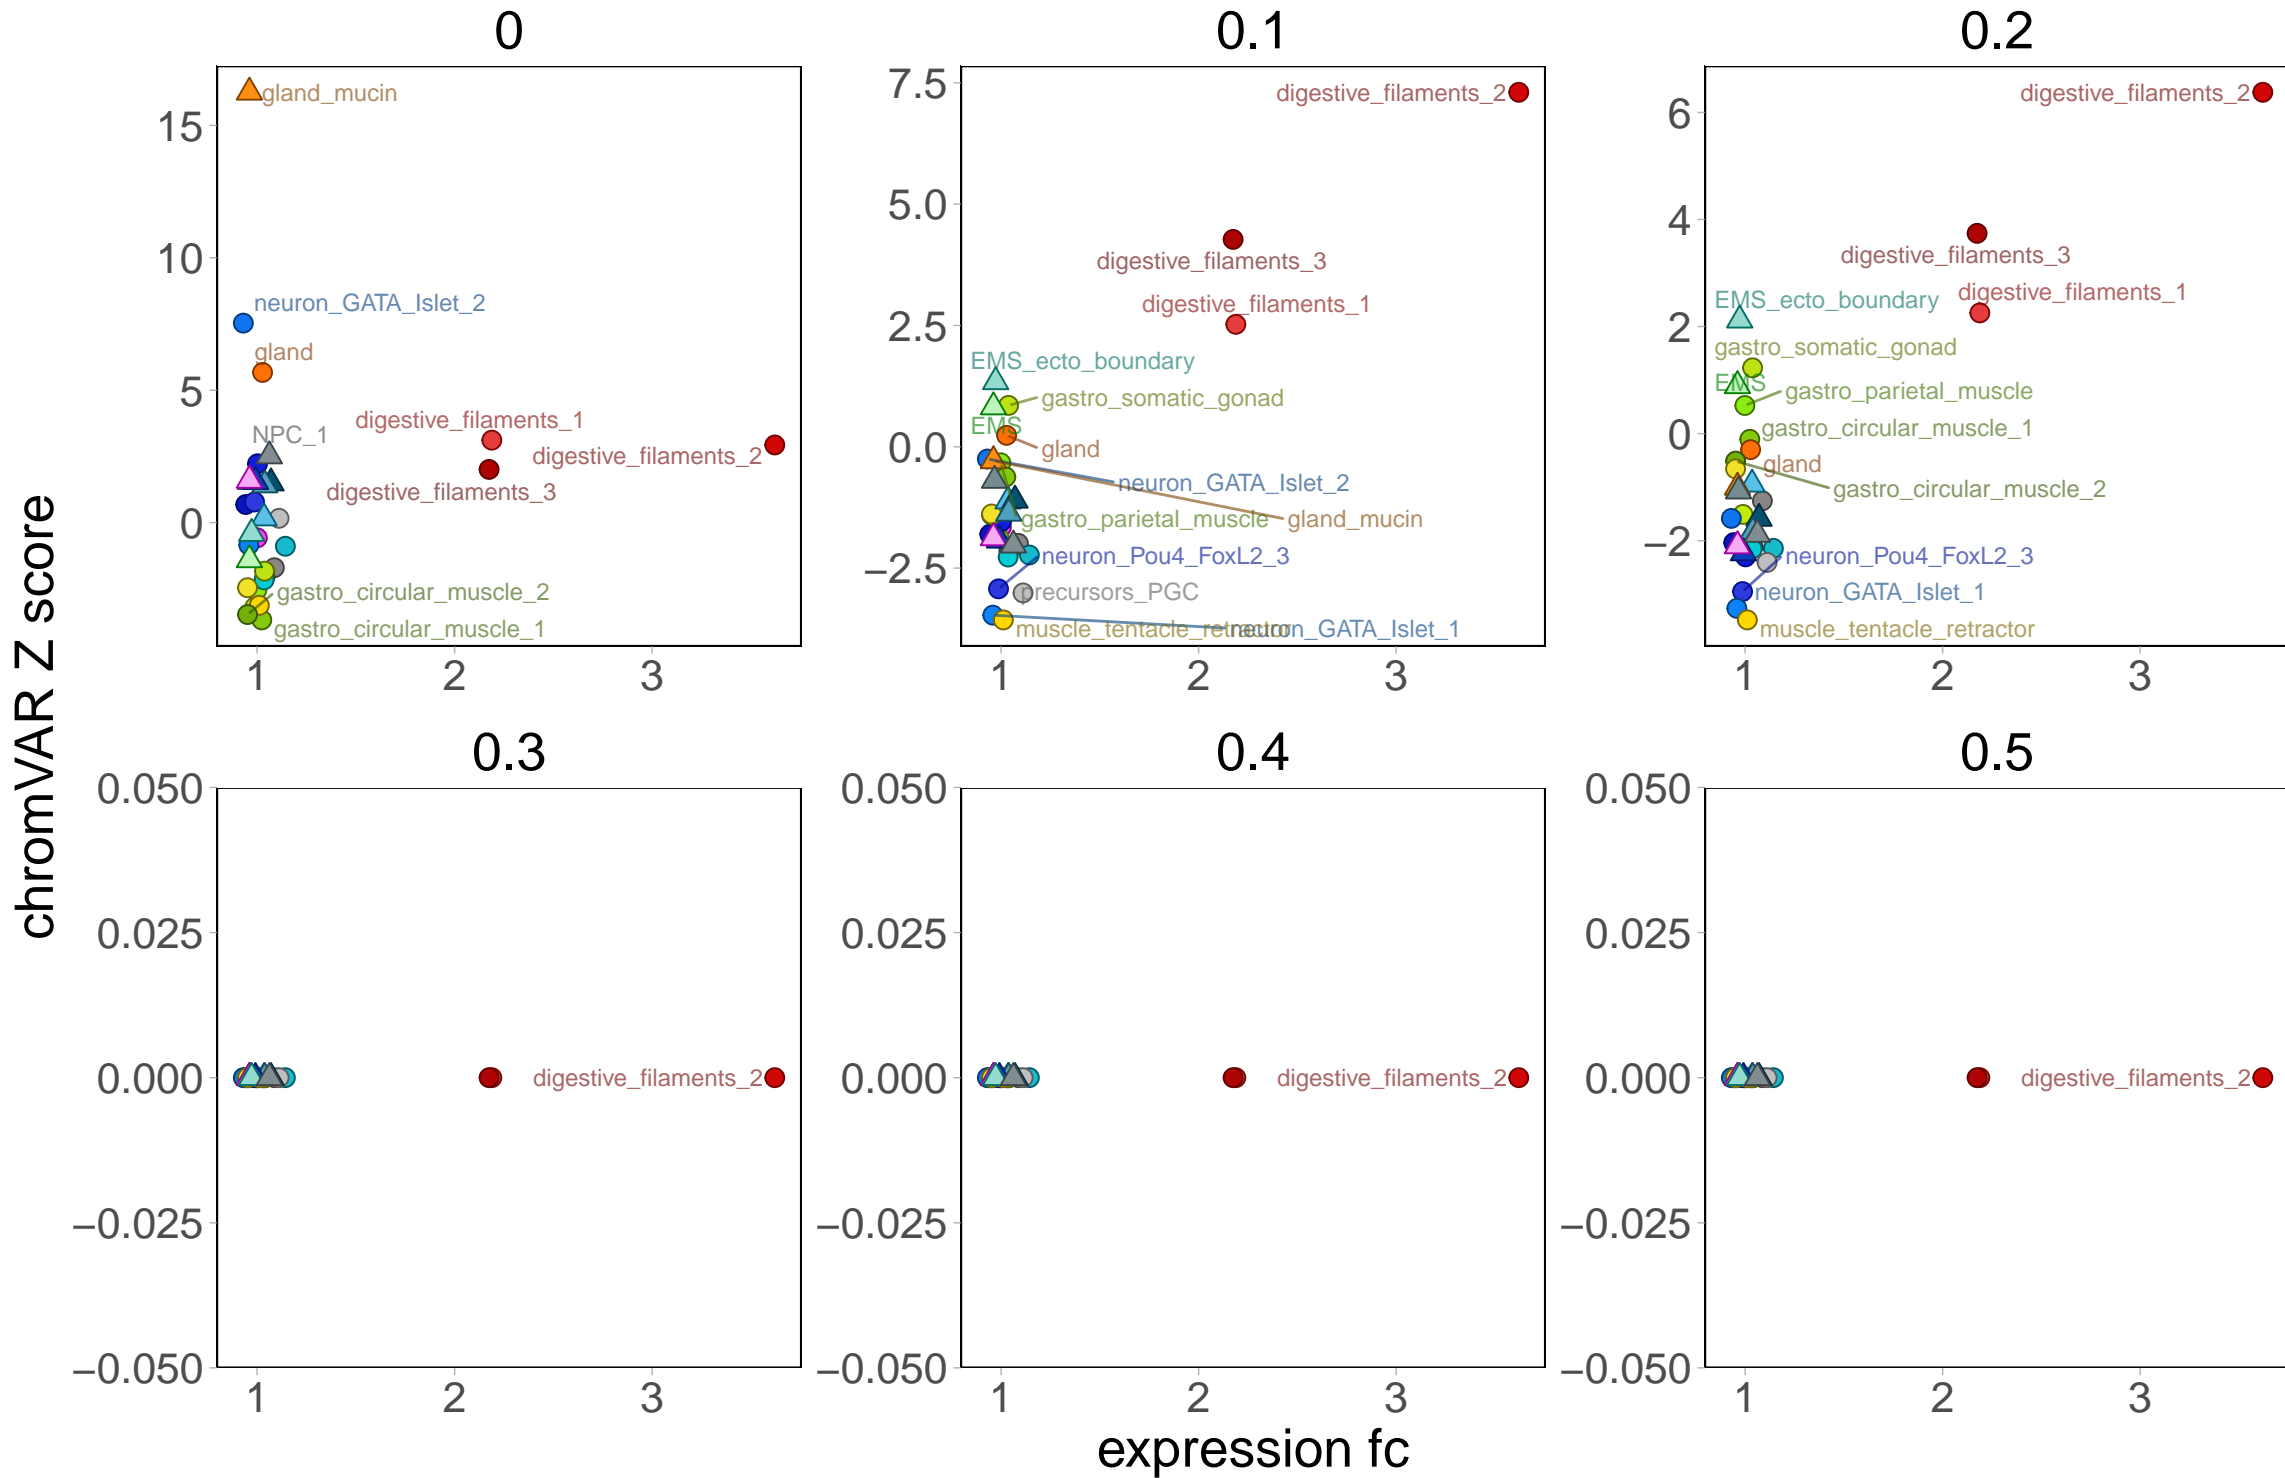 0
0.1
0.2
15
10
5
0
gland_mucin
neuron_GATA_Islet_2
gland
digestive_filaments_1
NPC_1
digestive_filaments_2
digestive_filaments_3
gastro_circular_muscle_2
gastro_circular_muscle_1
1
2
3
7.5
5.0
2.5
0.0
−2.5
digestive_filaments_2
digestive_filaments_3
digestive_filaments_1
EMS_ecto_boundary
gastro_somatic_gonad
EMS
gland
neuron_GATA_Islet_2
gastro_parietal_muscle
gland_mucin
neuron_Pou4_FoxL2_3
precursors_PGC
muscle_tentacle_retractor
neuron_GATA_Islet_1
1
2
3
6
4
2
0
−2
digestive_filaments_2
digestive_filaments_3
digestive_filaments_1
EMS_ecto_boundary
gastro_somatic_gonad
EMS
gastro_parietal_muscle
gastro_circular_muscle_1
gland
gastro_circular_muscle_2
neuron_Pou4_FoxL2_3
neuron_GATA_Islet_1
muscle_tentacle_retractor
1
2
3
chromVAR Z score
0.3
0.4
0.5
0.050
0.025
0.000
−0.025
−0.050
digestive_filaments_2
1
2
3
0.050
0.025
0.000
−0.025
−0.050
digestive_filaments_2
1
2
3
0.050
0.025
0.000
−0.025
−0.050
digestive_filaments_2
1
2
3
expression fc